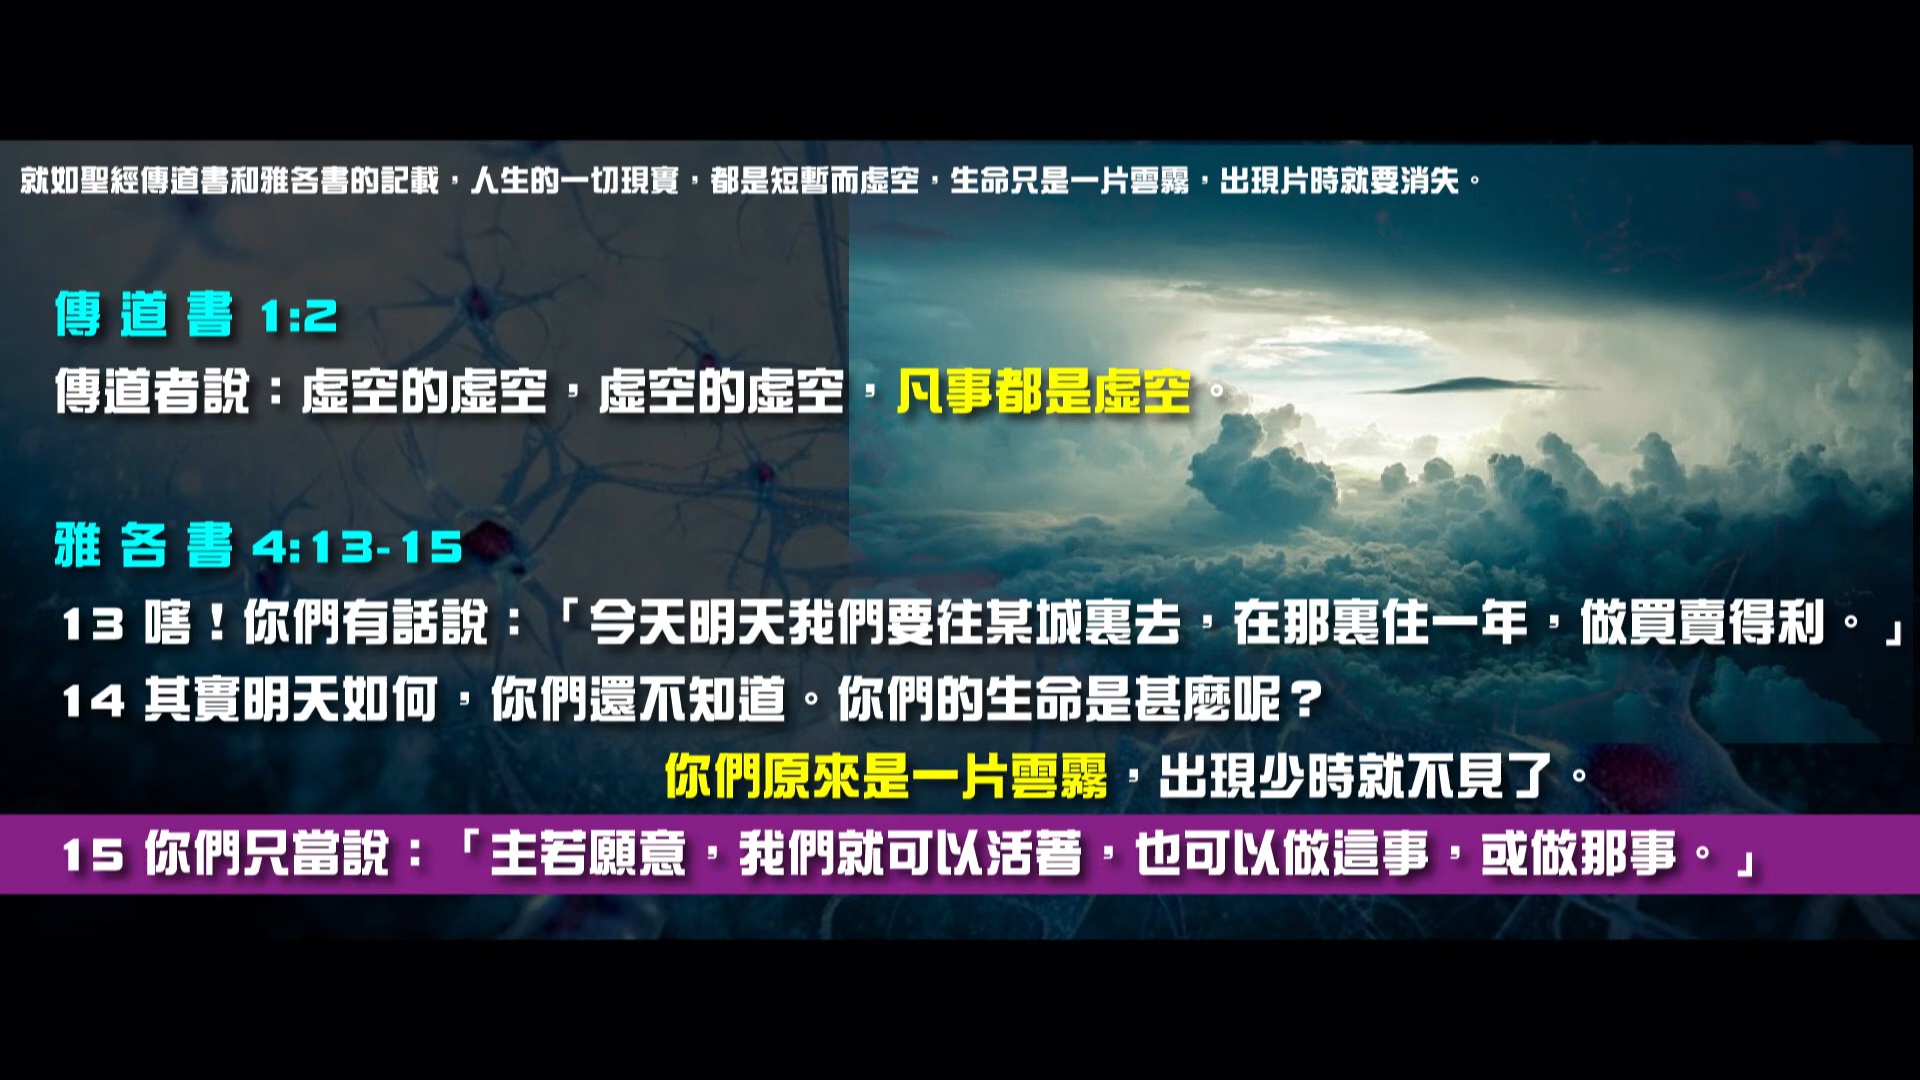 就如聖經傳道書和雅各書的記載，人生的一切現實，都是短暫而虛空，生命只是一片雲霧，出現片時就要消失。
傳道書 1:2
傳道者說：虛空的虛空，虛空的虛空，凡事都是虛空。
雅各書 4:13-15
13 嗐！你們有話說：「今天明天我們要往某城裏去，在那裏住一年，做買賣得利。」
14 其實明天如何，你們還不知道。你們的生命是甚麼呢？
你們原來是一片雲霧，出現少時就不見了。
15 你們只當說：「主若願意，我們就可以活著，也可以做這事，或做那事。」